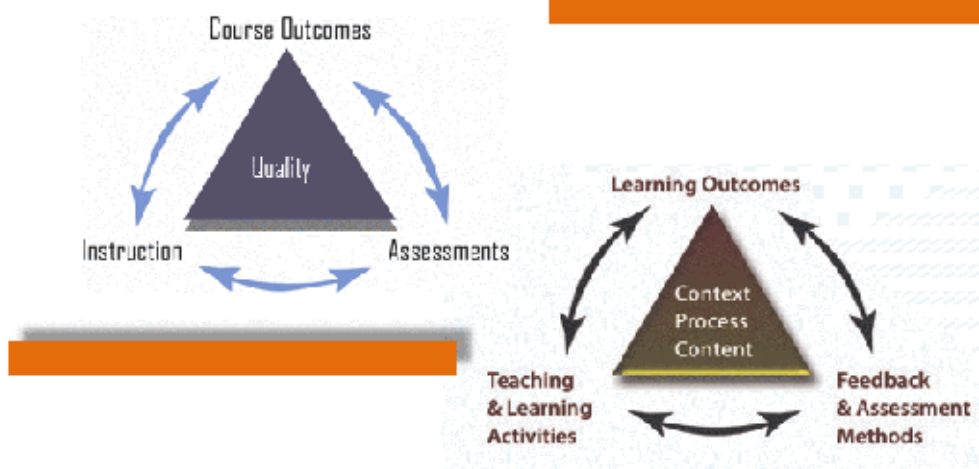 Course Outcomes
Quality
Instruction
Assessments
Learning Outcomes
Context
Process
Content
Teaching
& Learning
Activities
Feedback
& Assessment
Methods